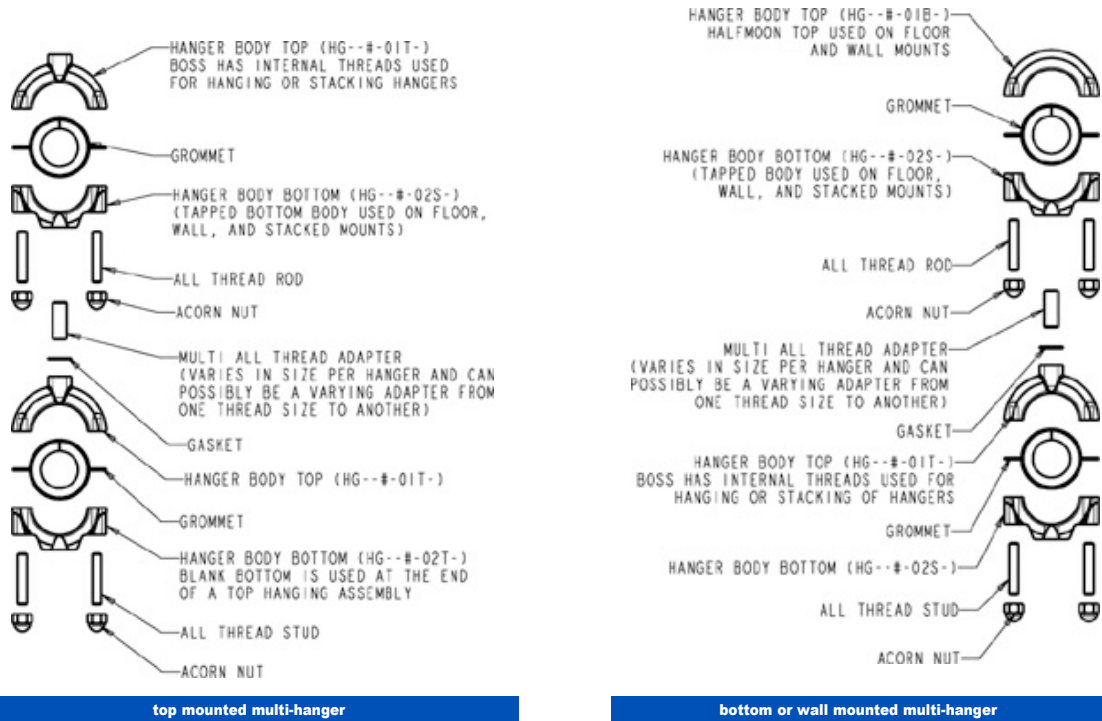 HANGER BODY TOP (HG--#-01T-)
BOSS HAS INTERNAL THREADS USED
FOR HANGING OR STACKING HANGERS
GROMMET
HANGER BODY BOTTOM (HG--#-02S-)
(TAPPED BOTTOM BODY USED ON FLOOR,
WALL, AND STACKED MOUNTS)
ALL THREAD ROD
ACORN NUT
MULTI ALL THREAD ADAPTER
(VARIES IN SIZE PER HANGER AND CAN
POSSIBLY BE A VARYING ADAPTER FROM
ONE THREAD SIZE TO ANOTHER)
GASKET
HANGER BODY TOP (HG--#-01T-)
GROMMET
HANGER BODY BOTTOM (HG--#-02T-)
BLANK BOTTOM IS USED AT THE END
OF A TOP HANGING ASSEMBLY
ALL THREAD STUD
ACORN NUT
top mounted multi-hanger
HANGER BODY TOP (HG--#-01B-)
HALFMOON TOP USED ON FLOOR
AND WALL MOUNTS
GROMMET
HANGER BODY BOTTOM (HG--#-02S-)
(TAPPED BODY USED ON FLOOR,
WALL, AND STACKED MOUNTS)
ALL THREAD ROD
ACORN NUT
MULTI ALL THREAD ADAPTER
(VARIES IN SIZE PER HANGER AND CAN
POSSIBLY BE A VARYING ADAPTER FROM
ONE THREAD SIZE TO ANOTHER)
GASKET
HANGER BODY TOP (HG--#-01T-)
BOSS HAS INTERNAL THREADS USED FOR
HANGING OR STACKING OF HANGERS
GROMMET
HANGER BODY BOTTOM (HG--#-02S-)
ALL THREAD STUD
ACORN NUT
bottom or wall mounted multi-hanger